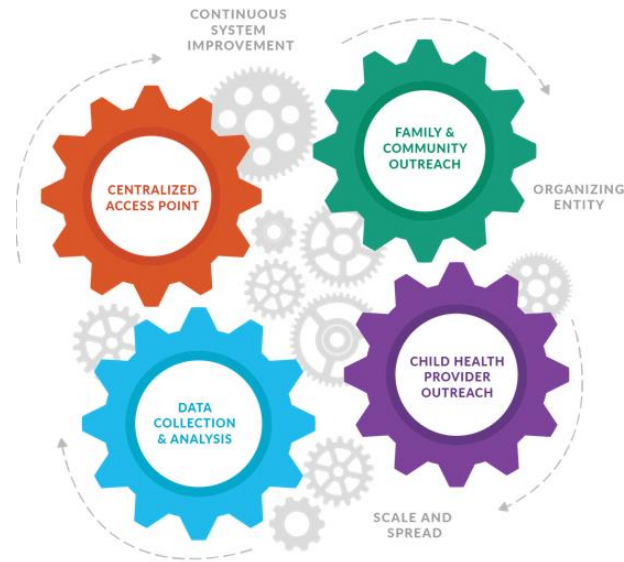 CONTINUOUS
SYSTEM
IMPROVEMENT
FAMILY &
COMMUNITY
OUTREACH
CENTRALIZED
ACCESS POINT
ORGANIZING
ENTITY
CHILD HEALTH
PROVIDER
OUTREACH
DATA
COLLECTION
& ANALYSIS
SCALE AND
SPREAD